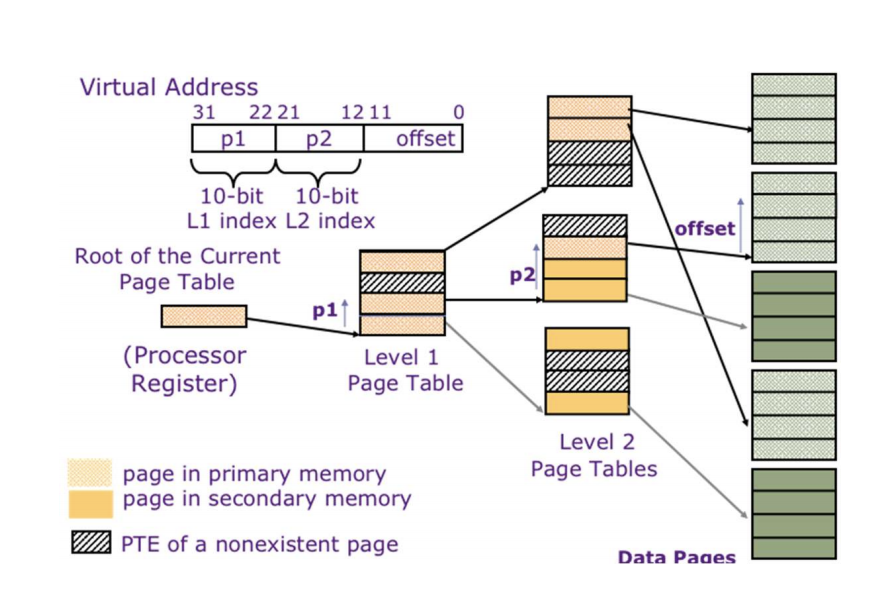 Virtual Address
31 22 21 12 11 0
p1 p2 offset
10-bit 10-bit
L1 index L2 index
Root of the Current
Page Table
(Processor
Register)
p1
Level 1
Page Table
p2
offset
Level 2
Page Tables
page in primary memory
page in secondary memory
PTE of a nonexistent page
Data Pages